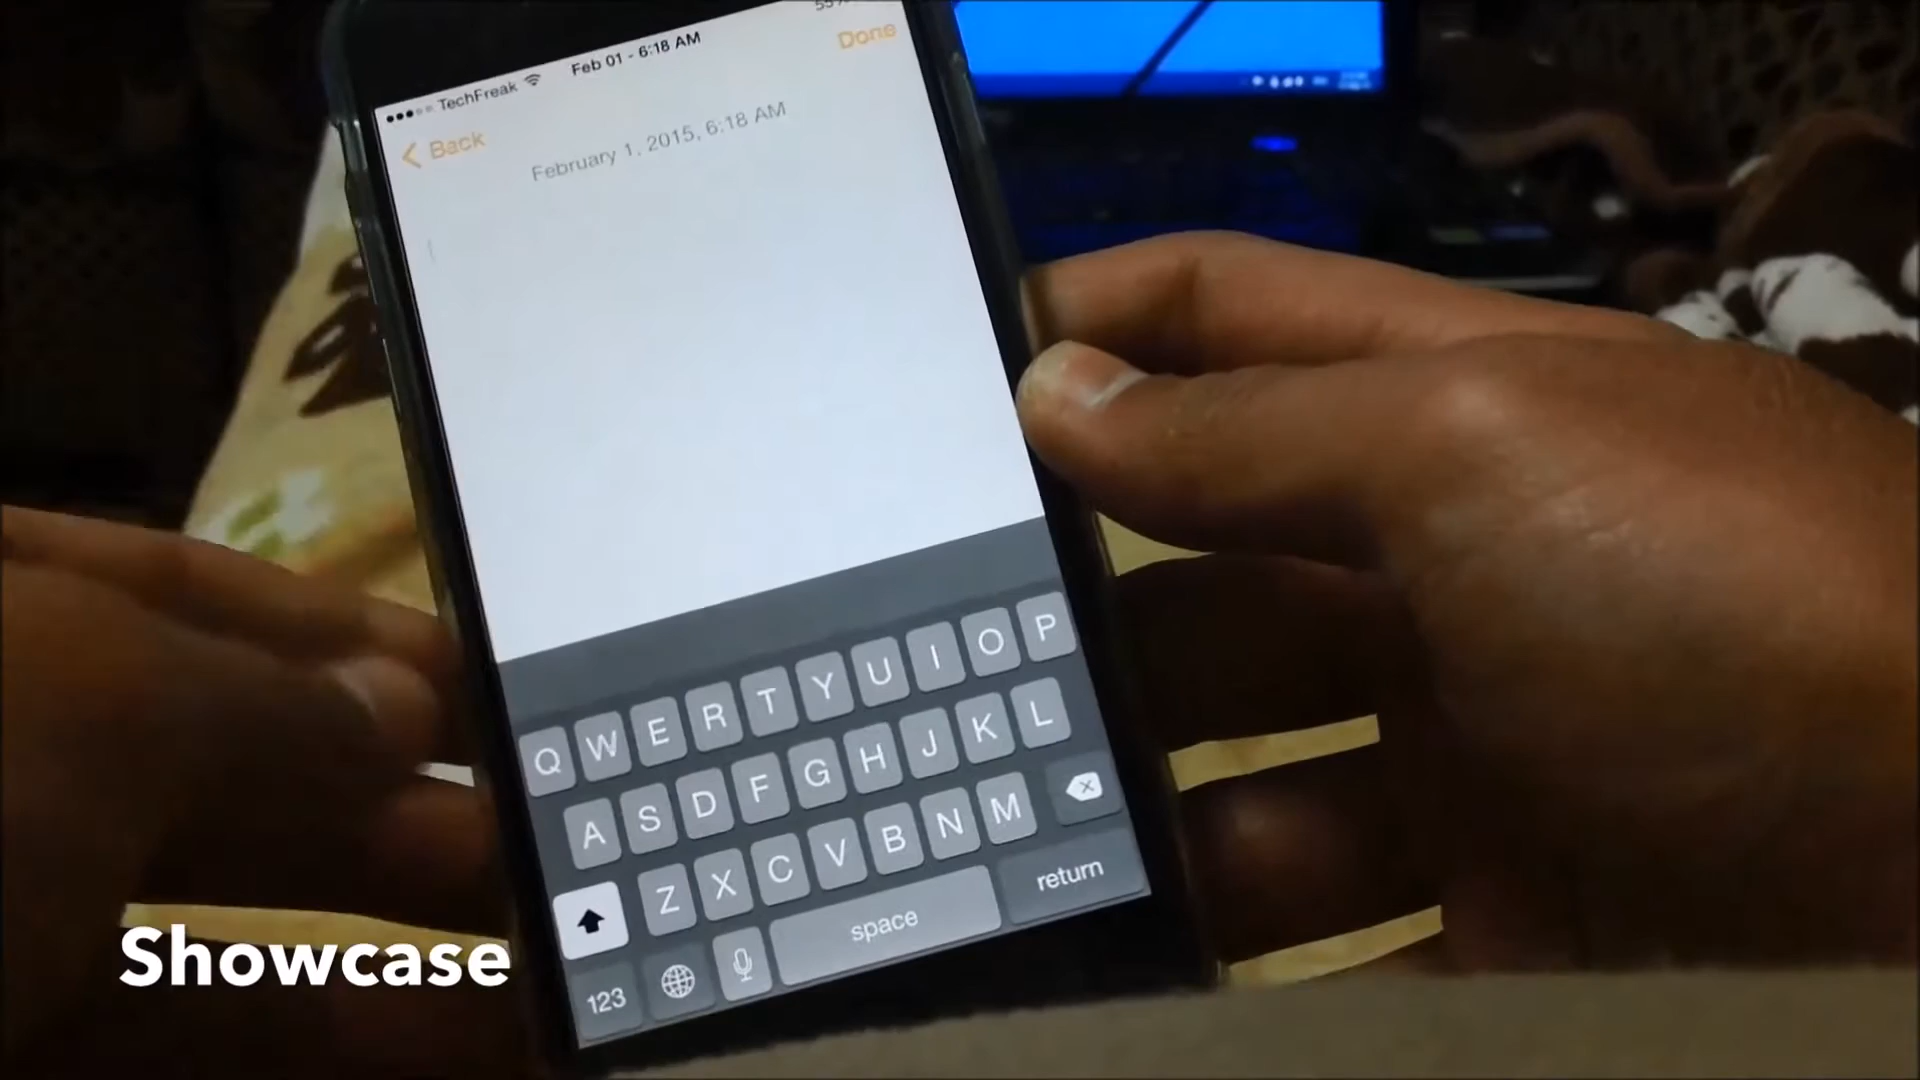 TechFreak
Feb 01 - 6:18 AM
Back
Done
February 1, 2015, 6:18 AM
Q W E R T Y U I O P
A S D F G H J K L
Z X C V B N M
123
space
return
Showcase